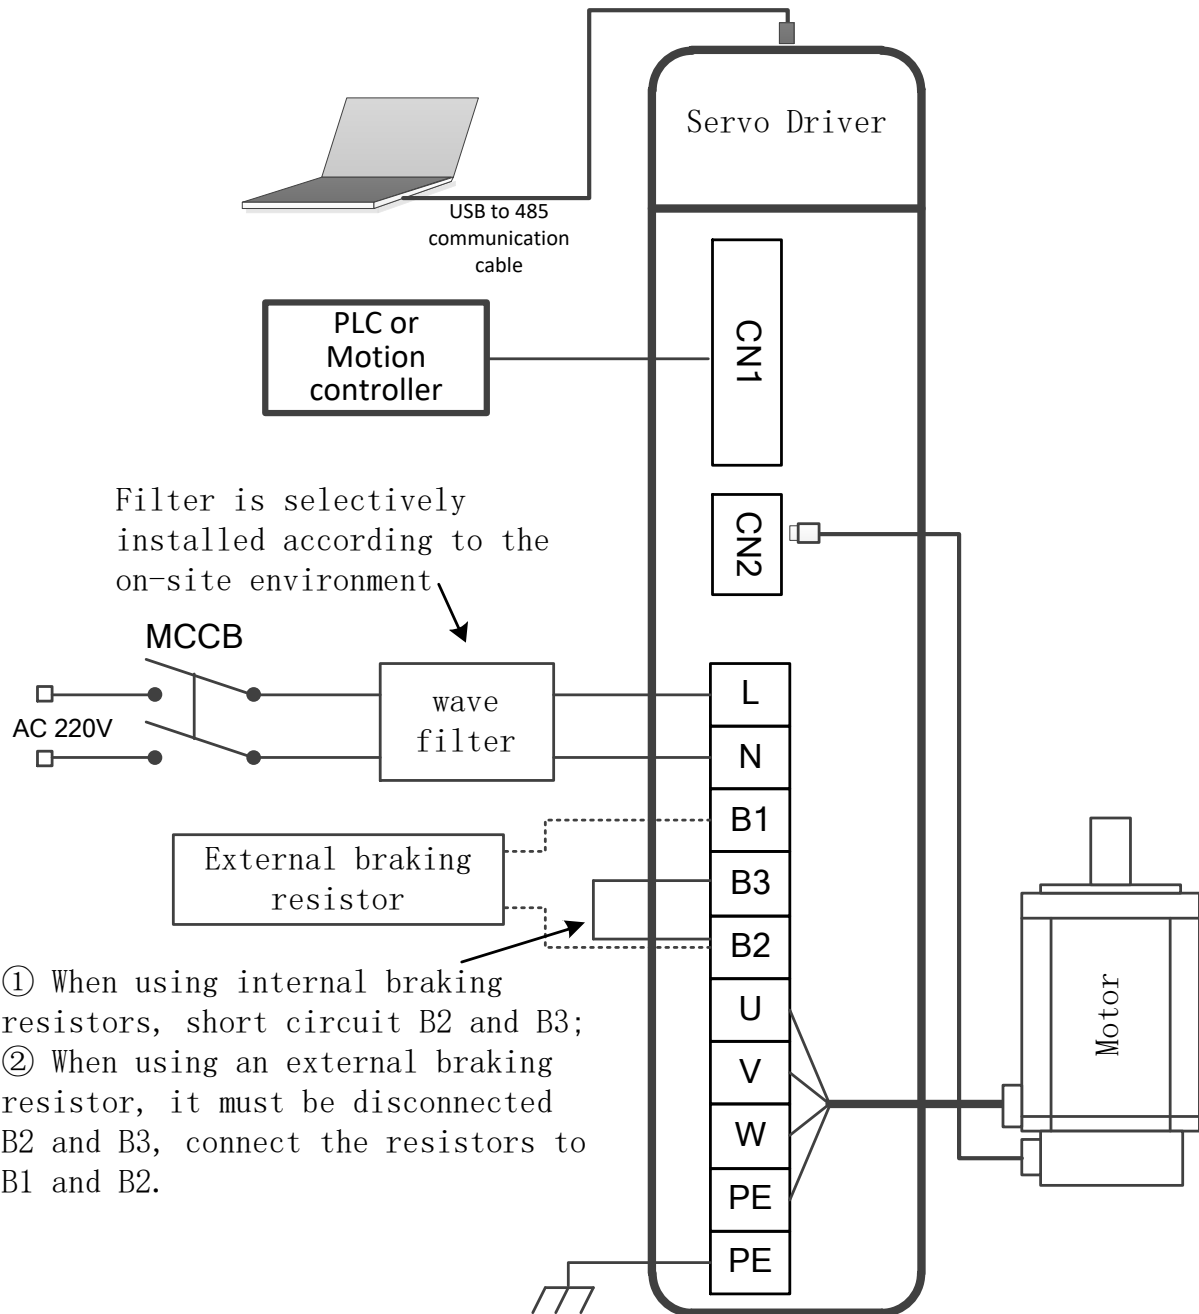 Servo Driver
USB to 485
communication
cable
PLC or
Motion
controller
CN1
Filter is selectively
installed according to the
on-site environment
CN2
MCCB
AC 220V
wave
filter
L
N
B1
External braking
resistor
B3
B2
① When using internal braking
resistors, short circuit B2 and B3;
② When using an external braking
resistor, it must be disconnected
B2 and B3, connect the resistors to
B1 and B2.
U
V
W
PE
PE
Motor